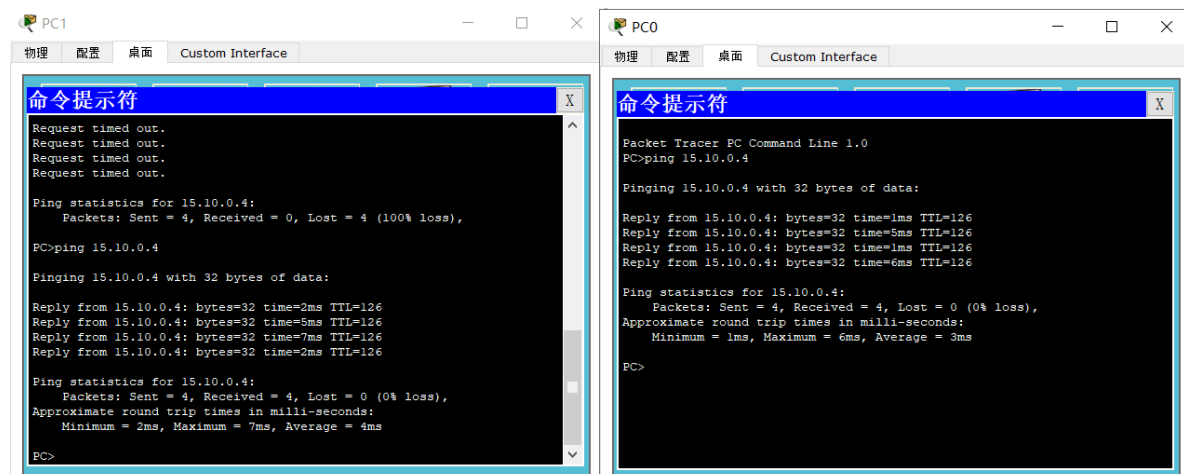 PC1
物理 配置 桌面 Custom Interface
命令提示符 X
Request timed out.
Request timed out.
Request timed out.
Request timed out.
Ping statistics for 15.10.0.4:
Packets: Sent = 4, Received = 0, Lost = 4 (100% loss),
PC>ping 15.10.0.4
Pinging 15.10.0.4 with 32 bytes of data:
Reply from 15.10.0.4: bytes=32 time=2ms TTL=126
Reply from 15.10.0.4: bytes=32 time=5ms TTL=126
Reply from 15.10.0.4: bytes=32 time=7ms TTL=126
Reply from 15.10.0.4: bytes=32 time=2ms TTL=126
Ping statistics for 15.10.0.4:
Packets: Sent = 4, Received = 4, Lost = 0 (0% loss),
Approximate round trip times in milli-seconds:
Minimum = 2ms, Maximum = 7ms, Average = 4ms
PC>
PC0
物理 配置 桌面 Custom Interface
命令提示符 X
Packet Tracer PC Command Line 1.0
PC>ping 15.10.0.4
Pinging 15.10.0.4 with 32 bytes of data:
Reply from 15.10.0.4: bytes=32 time=1ms TTL=126
Reply from 15.10.0.4: bytes=32 time=5ms TTL=126
Reply from 15.10.0.4: bytes=32 time=1ms TTL=126
Reply from 15.10.0.4: bytes=32 time=6ms TTL=126
Ping statistics for 15.10.0.4:
Packets: Sent = 4, Received = 4, Lost = 0 (0% loss),
Approximate round trip times in milli-seconds:
Minimum = 1ms, Maximum = 6ms, Average = 3ms
PC>